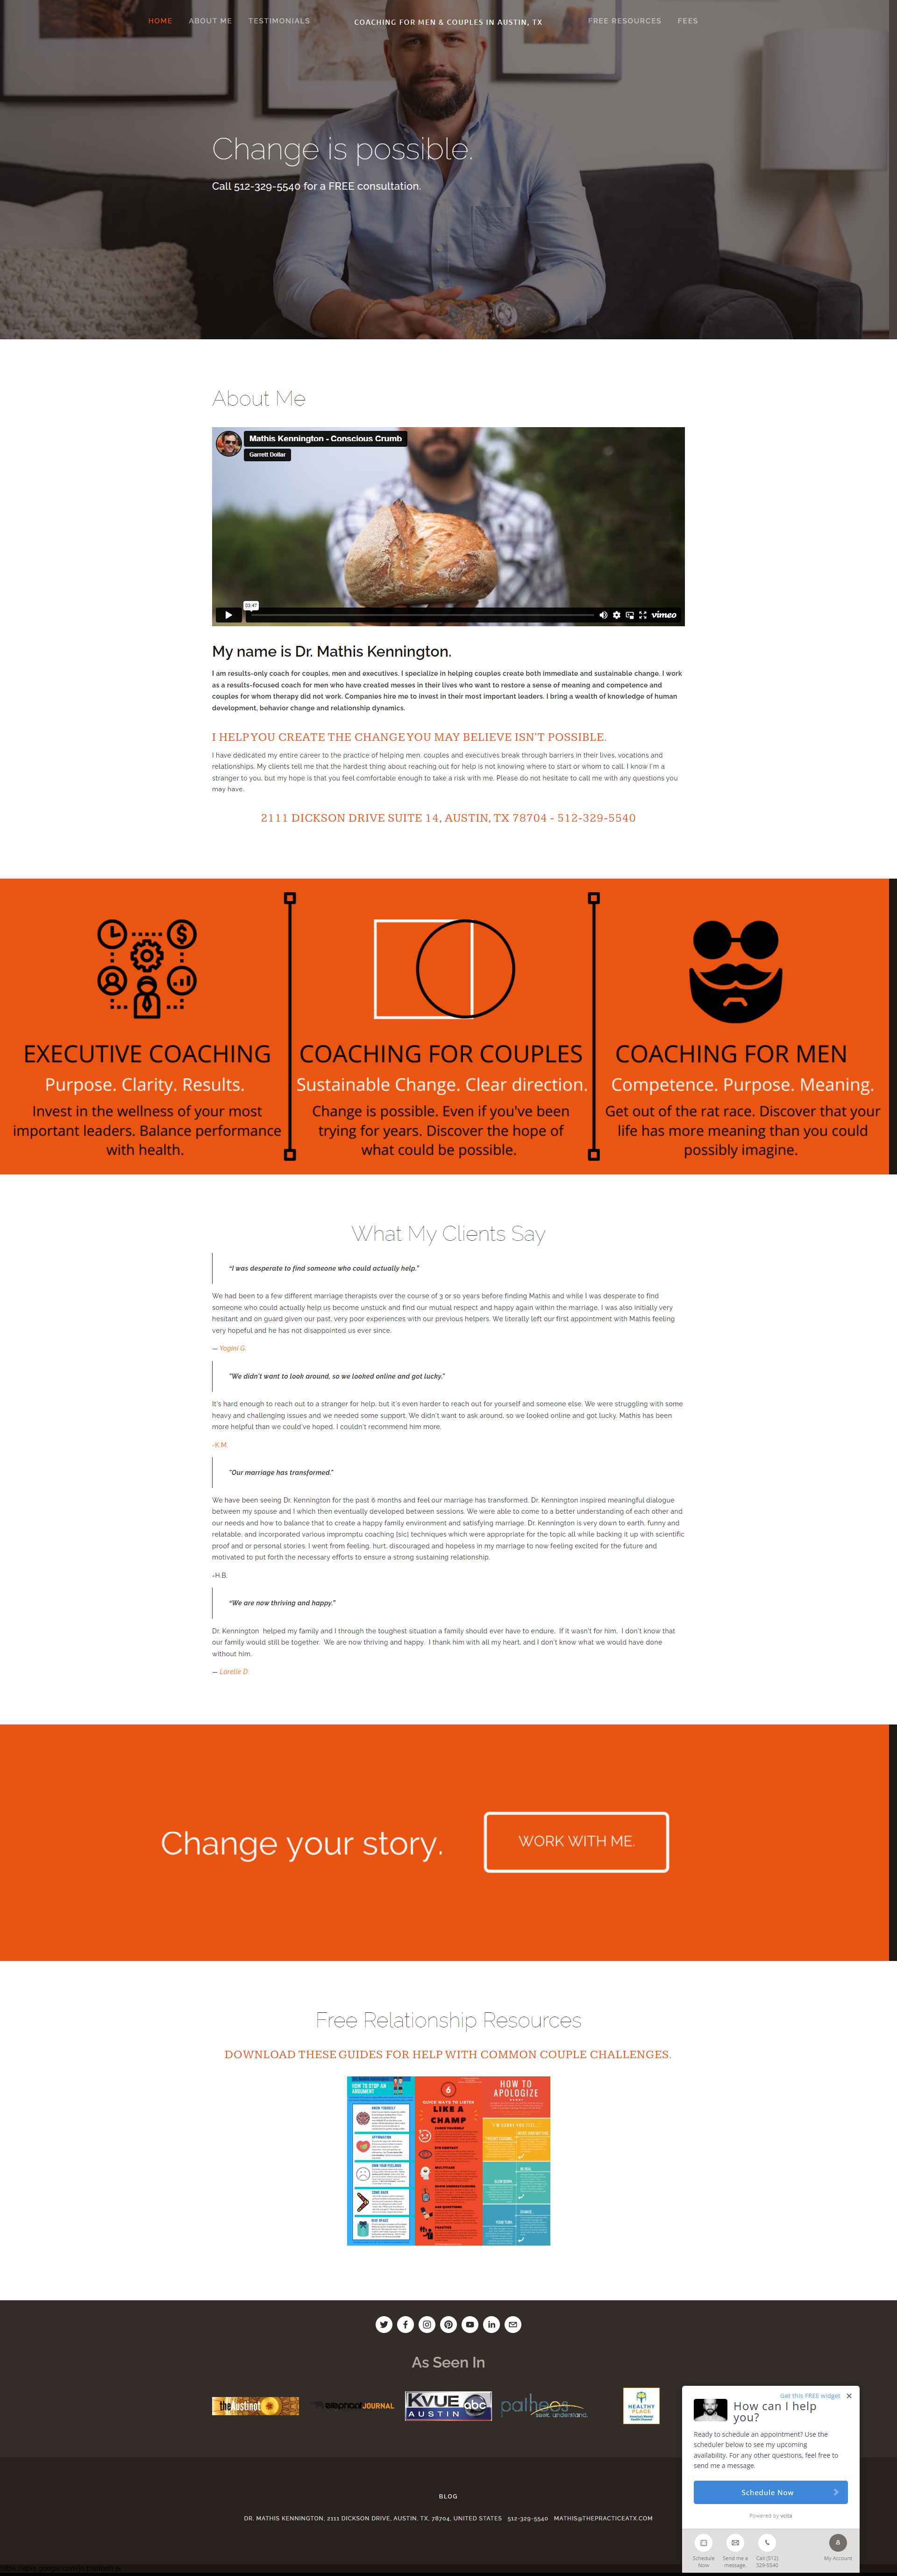 HOME ABOUT ME TESTIMONIALS COACHING FOR MEN & COUPLES IN AUSTIN, TX FREE RESOURCES FEES
Change is possible.
Call 512-329-5540 for a FREE consultation.
About Me
Mathis Kennington - Conscious Crumb
Garrett Dollar
03:47
vimeo
My name is Dr. Mathis Kennington.
I am results-only coach for couples, men and executives. I specialize in helping couples create both immediate and sustainable change. I work
as a results-focused coach for men who have created messes in their lives who want to restore a sense of meaning and competence and
couples for whom therapy did not work. Companies hire me to invest in their most important leaders. I bring a wealth of knowledge of human
development, behavior change and relationship dynamics.
I HELP YOU CREATE THE CHANGE YOU MAY BELIEVE ISN'T POSSIBLE.
I have dedicated my entire career to the practice of helping men, couples and executives break through barriers in their lives, vocations and
relationships. My clients tell me that the hardest thing about reaching out for help is not knowing where to start or whom to call. I know I'm a
stranger to you, but my hope is that you feel comfortable enough to take a risk with me. Please do not hesitate to call me with any questions you
may have.
2111 DICKSON DRIVE SUITE 14, AUSTIN, TX 78704 - 512-329-5540
EXECUTIVE COACHING
Purpose. Clarity. Results.
Invest in the wellness of your most
important leaders. Balance performance
with health.
COACHING FOR COUPLES
Sustainable Change. Clear direction.
Change is possible. Even if you've been
trying for years. Discover the hope of
what could be possible.
COACHING FOR MEN
Competence. Purpose. Meaning.
Get out of the rat race. Discover that your
life has more meaning than you could
possibly imagine.
What My Clients Say
“I was desperate to find someone who could actually help.”
We had been to a few different marriage therapists over the course of 3 or so years before finding Mathis and while I was desperate to find
someone who could actually help us become unstuck and find our mutual respect and happy again within the marriage, I was also initially very
hesitant and on guard given our past, very poor experiences with our previous helpers. We literally left our first appointment with Mathis feeling
very hopeful and he has not disappointed us ever since.
— Yogini G.
"We didn't want to look around, so we looked online and got lucky."
It's hard enough to reach out to a stranger for help, but it's even harder to reach out for yourself and someone else. We were struggling with some
heavy and challenging issues and we needed some support. We didn't want to ask around, so we looked online and got lucky. Mathis has been
more helpful than we could've hoped. I couldn't recommend him more.
-K.M.
"Our marriage has transformed."
We have been seeing Dr. Kennington for the past 6 months and feel our marriage has transformed. Dr. Kennington inspired meaningful dialogue
between my spouse and I which then eventually developed between sessions. We were able to come to a better understanding of each other and
our needs and how to balance that to create a happy family environment and satisfying marriage. Dr. Kennington is very down to earth, funny and
relatable, and incorporated various impromptu coaching [sic] techniques which were appropriate for the topic all while backing it up with scientific
proof and or personal stories. I went from feeling, hurt, discouraged and hopeless in my marriage to now feeling excited for the future and
motivated to put forth the necessary efforts to ensure a strong sustaining relationship.
-H.B.
“We are now thriving and happy.”
Dr. Kennington helped my family and I through the toughest situation a family should ever have to endure. If it wasn't for him, I don't know that
our family would still be together. We are now thriving and happy. I thank him with all my heart, and I don't know what we would have done
without him.
— Lorelle D.
Change your story.
WORK WITH ME.
Free Relationship Resources
DOWNLOAD THESE GUIDES FOR HELP WITH COMMON COUPLE CHALLENGES.
HOW TO STOP AN
ARGUMENT
6
QUICK WAYS TO LISTEN
LIKE A
CHAMP
HOW TO
APOLOGIZE
As Seen In
the Austinot
elephant JOURNAL
KVUE abc
AUSTIN
patheos
seek. understand.
HEALTHY
PLACE
Get this FREE widget
How can I help
you?
Ready to schedule an appointment? Use the
scheduler below to see my upcoming
availability. For any other questions, feel free to
send me a message.
Schedule Now
Powered by vcita
Schedule
Now
Send me a
message
Call (512)
329-5540
My Account
BLOG
DR. MATHIS KENNINGTON, 2111 DICKSON DRIVE, AUSTIN, TX, 78704, UNITED STATES 512-329-5540 MATHIS@THEPRACTICEATX.COM